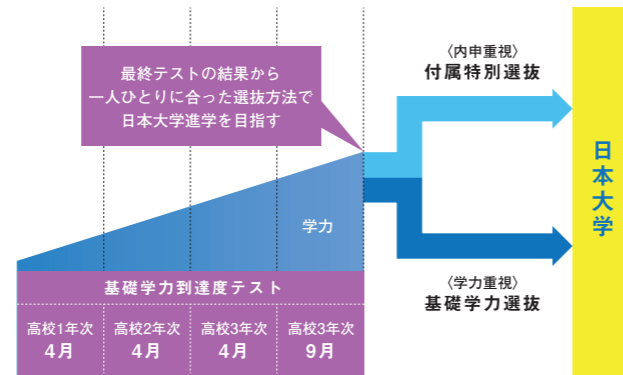 最終テストの結果から
一人ひとりに合った選抜方法で
日本大学進学を目指す
〈内申重視〉
付属特別選抜
日本大学
学力
〈学力重視〉
基礎学力選抜
基礎学力到達度テスト
高校1年次
4月
高校2年次
4月
高校3年次
4月
高校3年次
9月